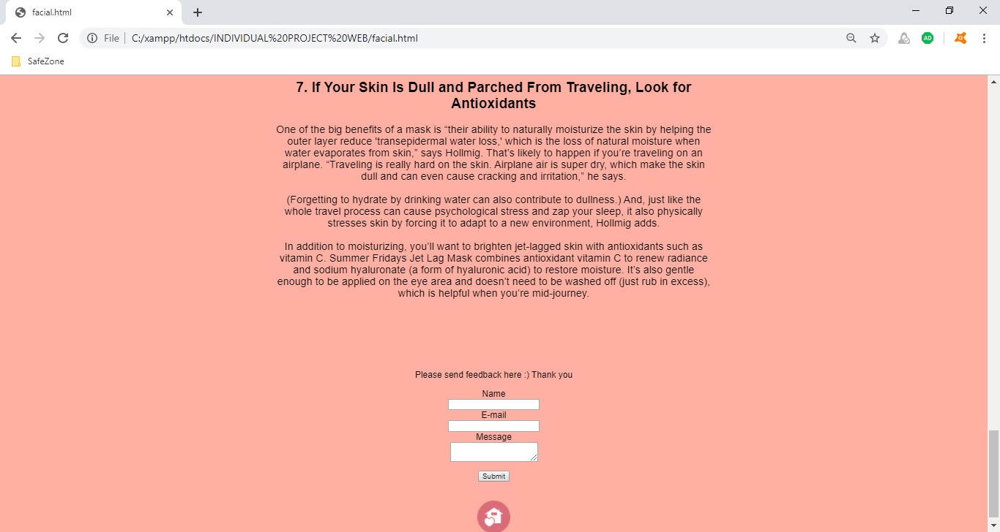 facial.html
File
C:/xampp/htdocs/INDIVIDUAL%20PROJECT%20WEB/facial.html
AD
SafeZone
7. If Your Skin Is Dull and Parched From Traveling, Look for
Antioxidants
One of the big benefits of a mask is “their ability to naturally moisturize the skin by helping the
outer layer reduce 'transepidermal water loss,' which is the loss of natural moisture when
water evaporates from skin,” says Hollmig. That’s likely to happen if you’re traveling on an
airplane. “Traveling is really hard on the skin. Airplane air is super dry, which make the skin
dull and can even cause cracking and irritation,” he says.
(Forgetting to hydrate by drinking water can also contribute to dullness.) And, just like the
whole travel process can cause psychological stress and zap your sleep, it also physically
stresses skin by forcing it to adapt to a new environment, Hollmig adds.
In addition to moisturizing, you’ll want to brighten jet-lagged skin with antioxidants such as
vitamin C. Summer Fridays Jet Lag Mask combines antioxidant vitamin C to renew radiance
and sodium hyaluronate (a form of hyaluronic acid) to restore moisture. It’s also gentle
enough to be applied on the eye area and doesn’t need to be washed off (just rub in excess),
which is helpful when you’re mid-journey.
Please send feedback here :) Thank you
Name
E-mail
Message
Submit